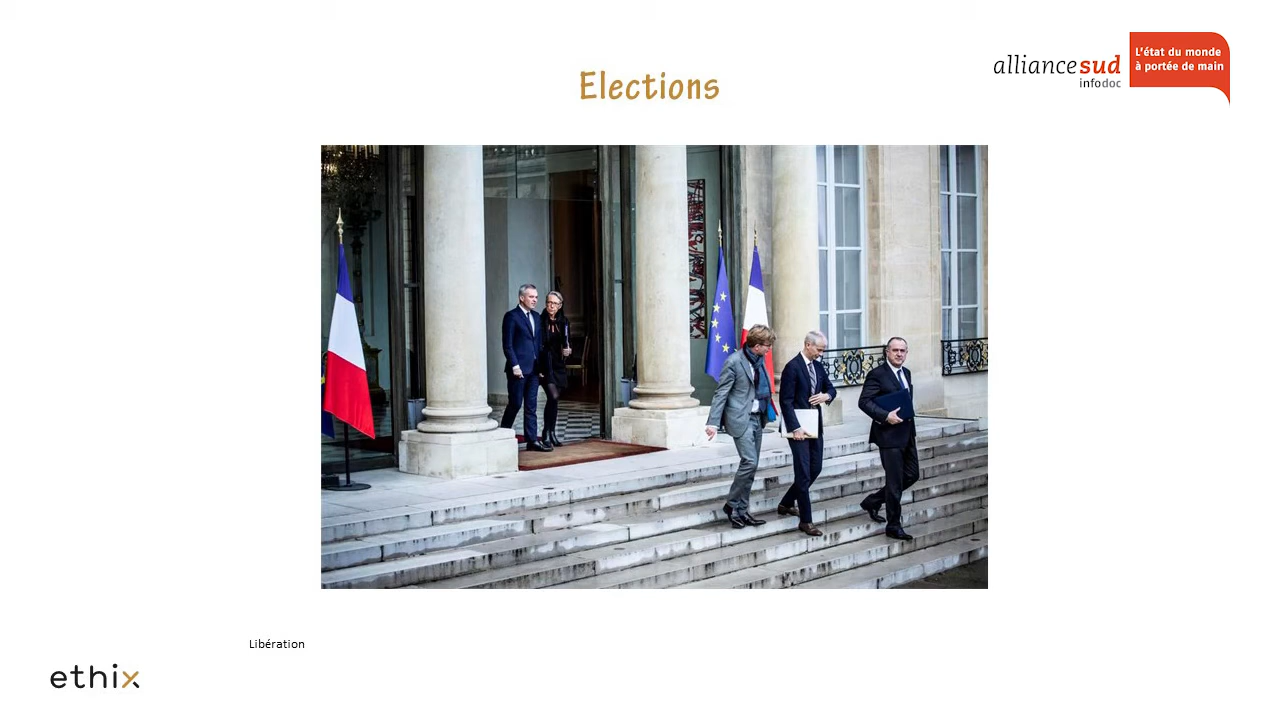 Elections
alliancesud
infodoc
L'état du monde
à portée de main
Libération
ethix